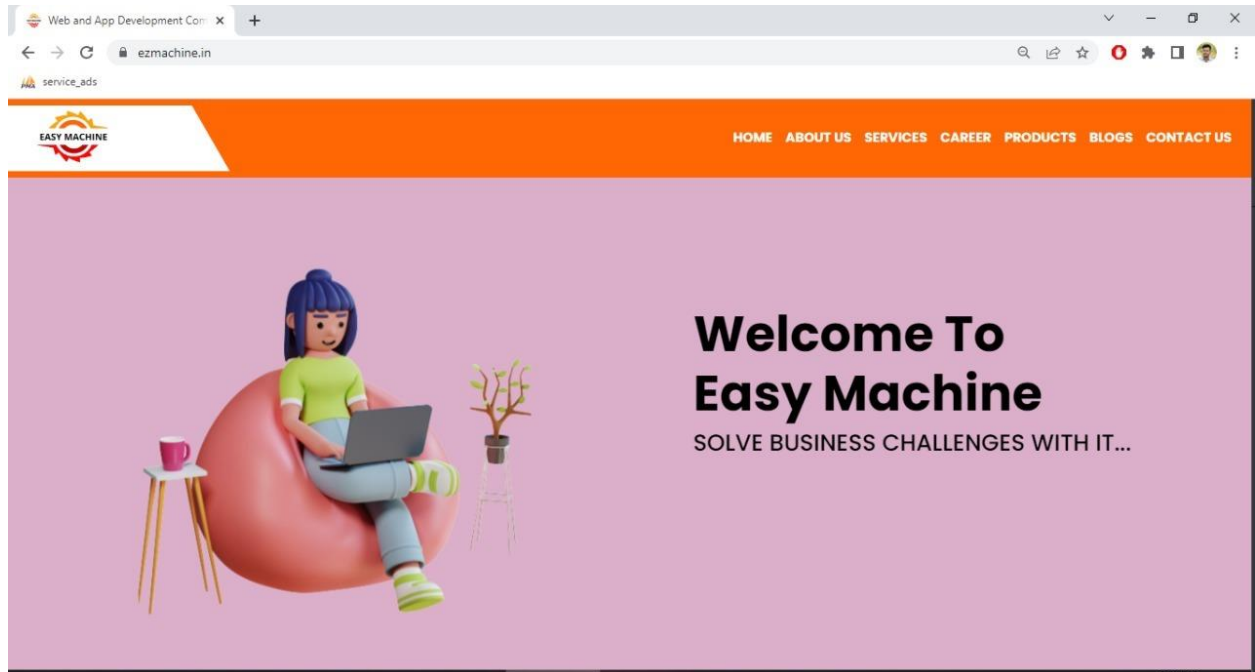 Web and App Development Com
ezmachine.in
service_ads
EASY MACHINE
HOME ABOUT US SERVICES CAREER PRODUCTS BLOGS CONTACT US
Welcome To
Easy Machine
SOLVE BUSINESS CHALLENGES WITH IT...